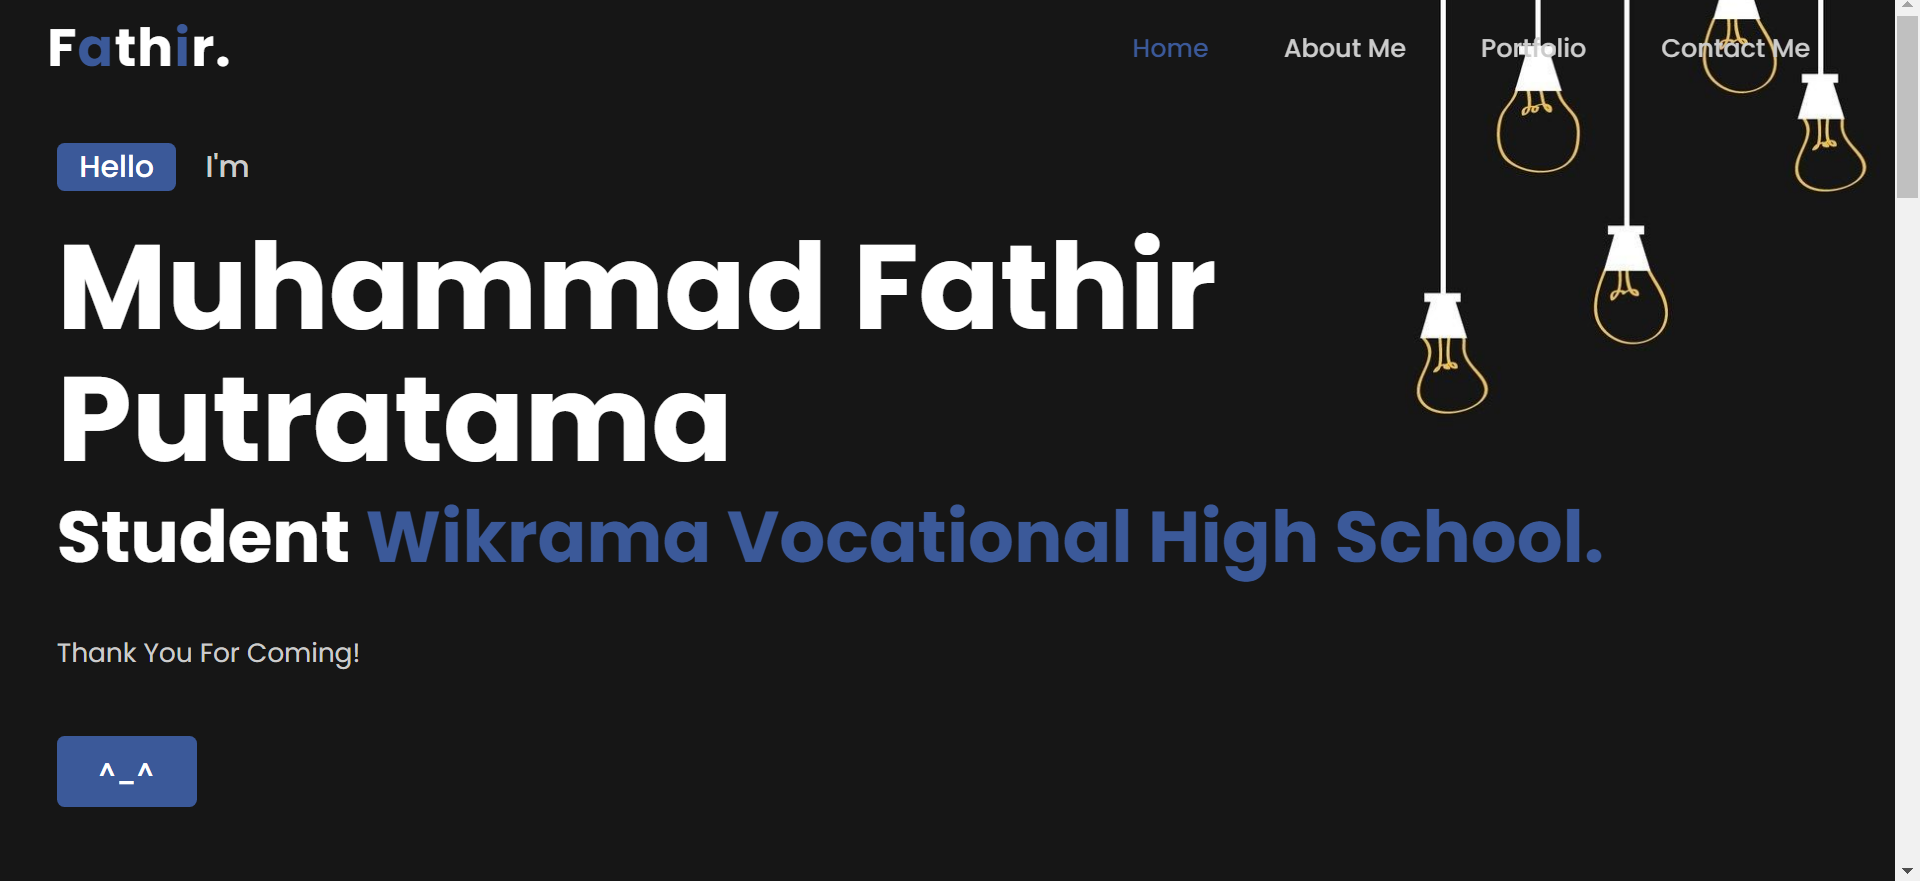 Fathir.
Home About Me Portfolio Contact Me
Hello I'm
Muhammad Fathir
Putratama
Student Wikrama Vocational High School.
Thank You For Coming!
^_^